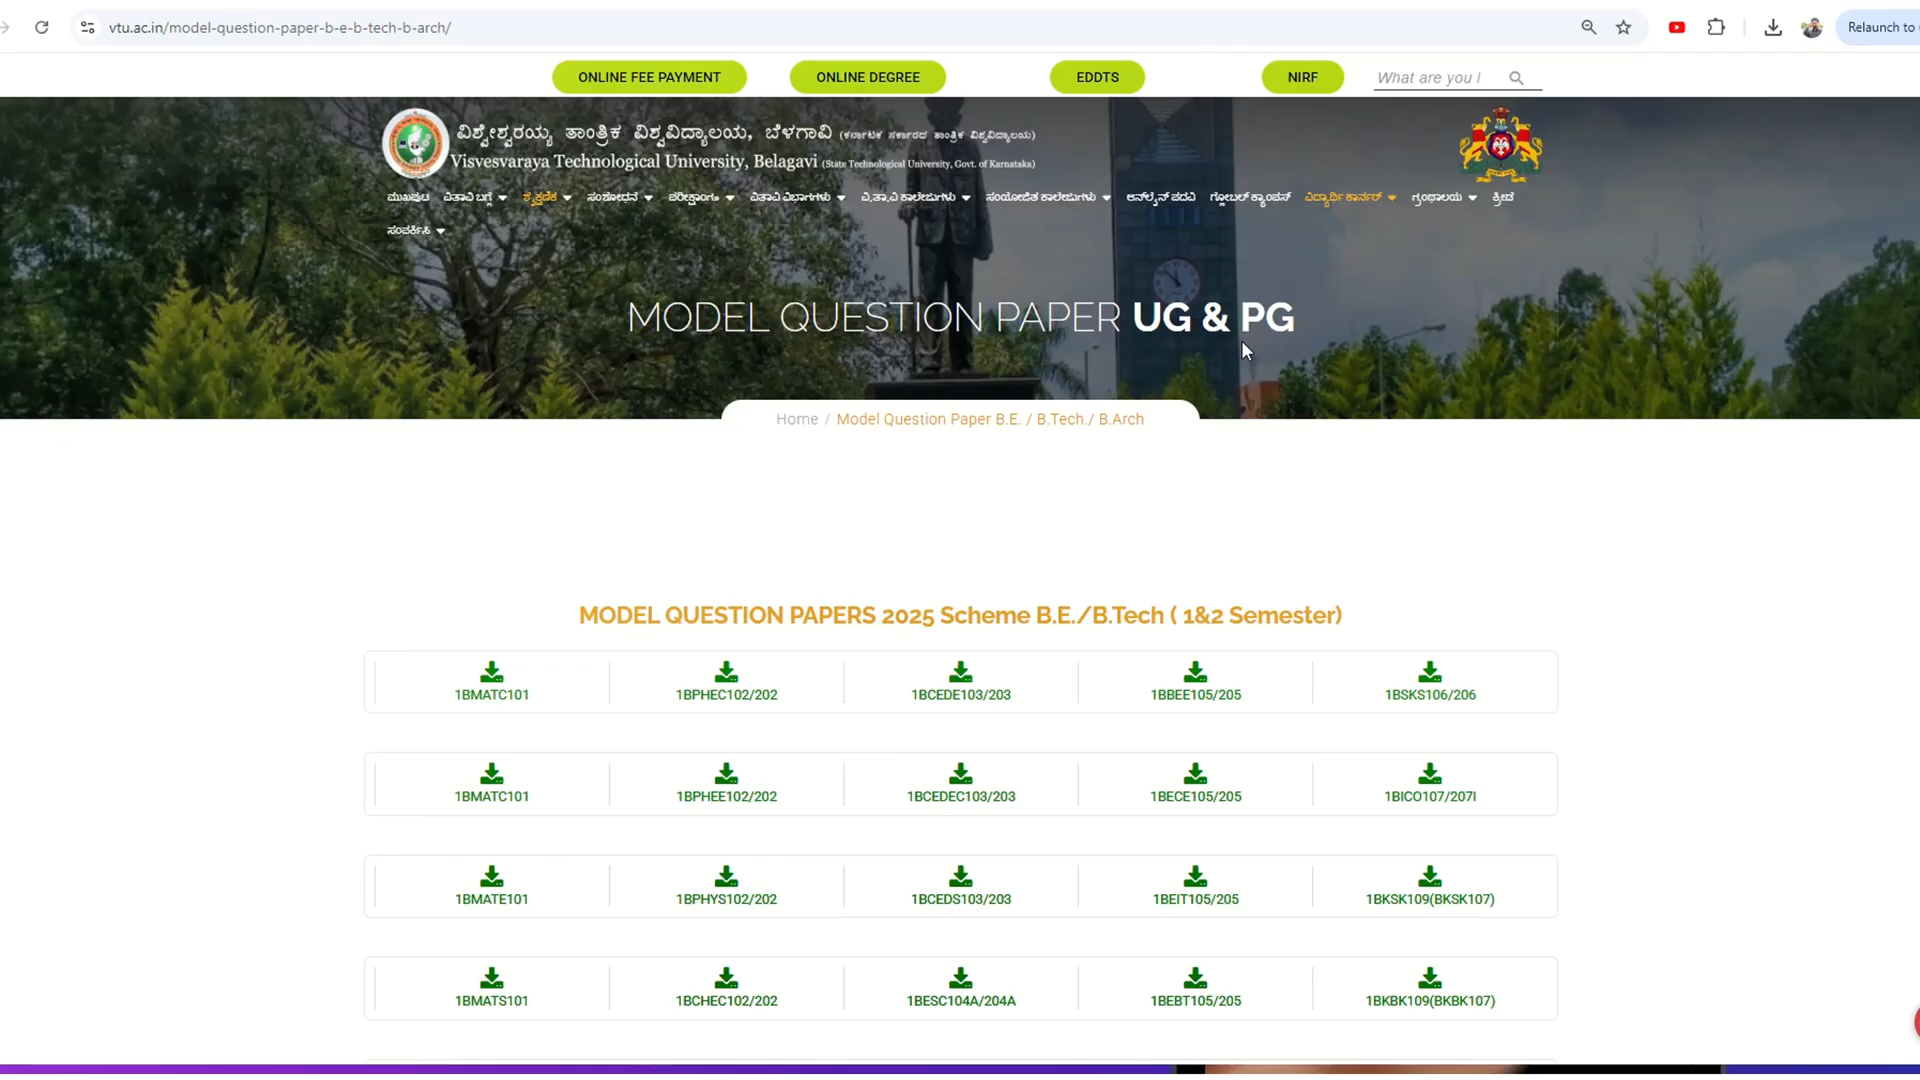 vtu.ac.in/model-question-paper-b-e-b-tech-b-arch/
Relaunch to
ONLINE FEE PAYMENT
ONLINE DEGREE
EDDTS
NIRF
What are you l
ವಿಶ್ವೇಶ್ವರಯ್ಯ ತಾಂತ್ರಿಕ ವಿಶ್ವವಿದ್ಯಾಲಯ, ಬೆಳಗಾವಿ (ಕರ್ನಾಟಕ ಸರ್ಕಾರದ ತಾಂತ್ರಿಕ ವಿಶ್ವವಿದ್ಯಾಲಯ)
Visvesvaraya Technological University, Belagavi (State Technological University, Govt. of Karnataka)
ಮುಖಪುಟ ವಿತಾವಿ ಬಗ್ಗೆ ಶೈಕ್ಷಣಿಕ ಸಂಶೋಧನೆ ಪರೀಕ್ಷಾಂಗಂ ವಿತಾವಿ ವಿಭಾಗಗಳು ವಿ.ತಾ.ವಿ ಕಾಲೇಜುಗಳು ಸಂಯೋಜಿತ ಕಾಲೇಜುಗಳು ಆನ್‌ಲೈನ್ ಪದವಿ ಗ್ಲೋಬಲ್ ಕ್ಯಾಂಪಸ್ ವಿದ್ಯಾರ್ಥಿ ಕಾರ್ನರ್ ಗ್ರಂಥಾಲಯ ಕ್ರೀಡೆ
ಸಂಪರ್ಕಿಸಿ
MODEL QUESTION PAPER UG & PG
Home / Model Question Paper B.E. / B.Tech./ B.Arch
MODEL QUESTION PAPERS 2025 Scheme B.E./B.Tech ( 1&2 Semester)
1BMATC101 1BPHEC102/202 1BCEDE103/203 1BBEE105/205 1BSKS106/206
1BMATC101 1BPHEE102/202 1BCEDEC103/203 1BECE105/205 1BICO107/207I
1BMATE101 1BPHYS102/202 1BCEDS103/203 1BEIT105/205 1BKSK109(BKSK107)
1BMATS101 1BCHEC102/202 1BESC104A/204A 1BEBT105/205 1BKBK109(BKBK107)